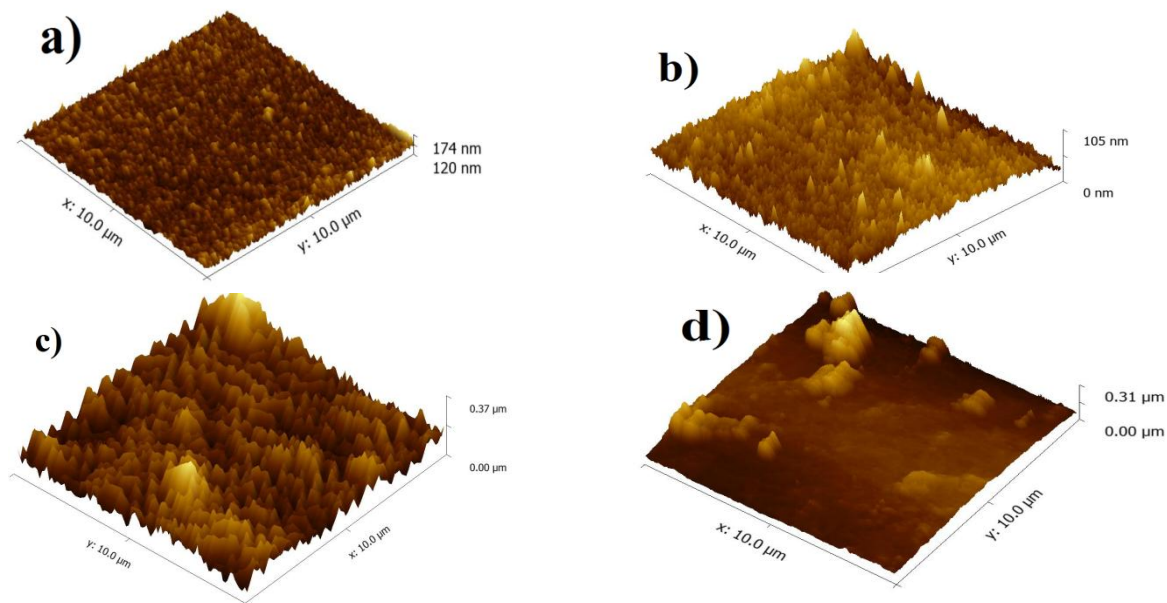 a)
174 nm
120 nm
x: 10.0 µm
y: 10.0 µm
b)
105 nm
0 nm
x: 10.0 µm
y: 10.0 µm
c)
0.37 µm
0.00 µm
y: 10.0 µm
x: 10.0 µm
d)
0.31 µm
0.00 µm
x: 10.0 µm
y: 10.0 µm